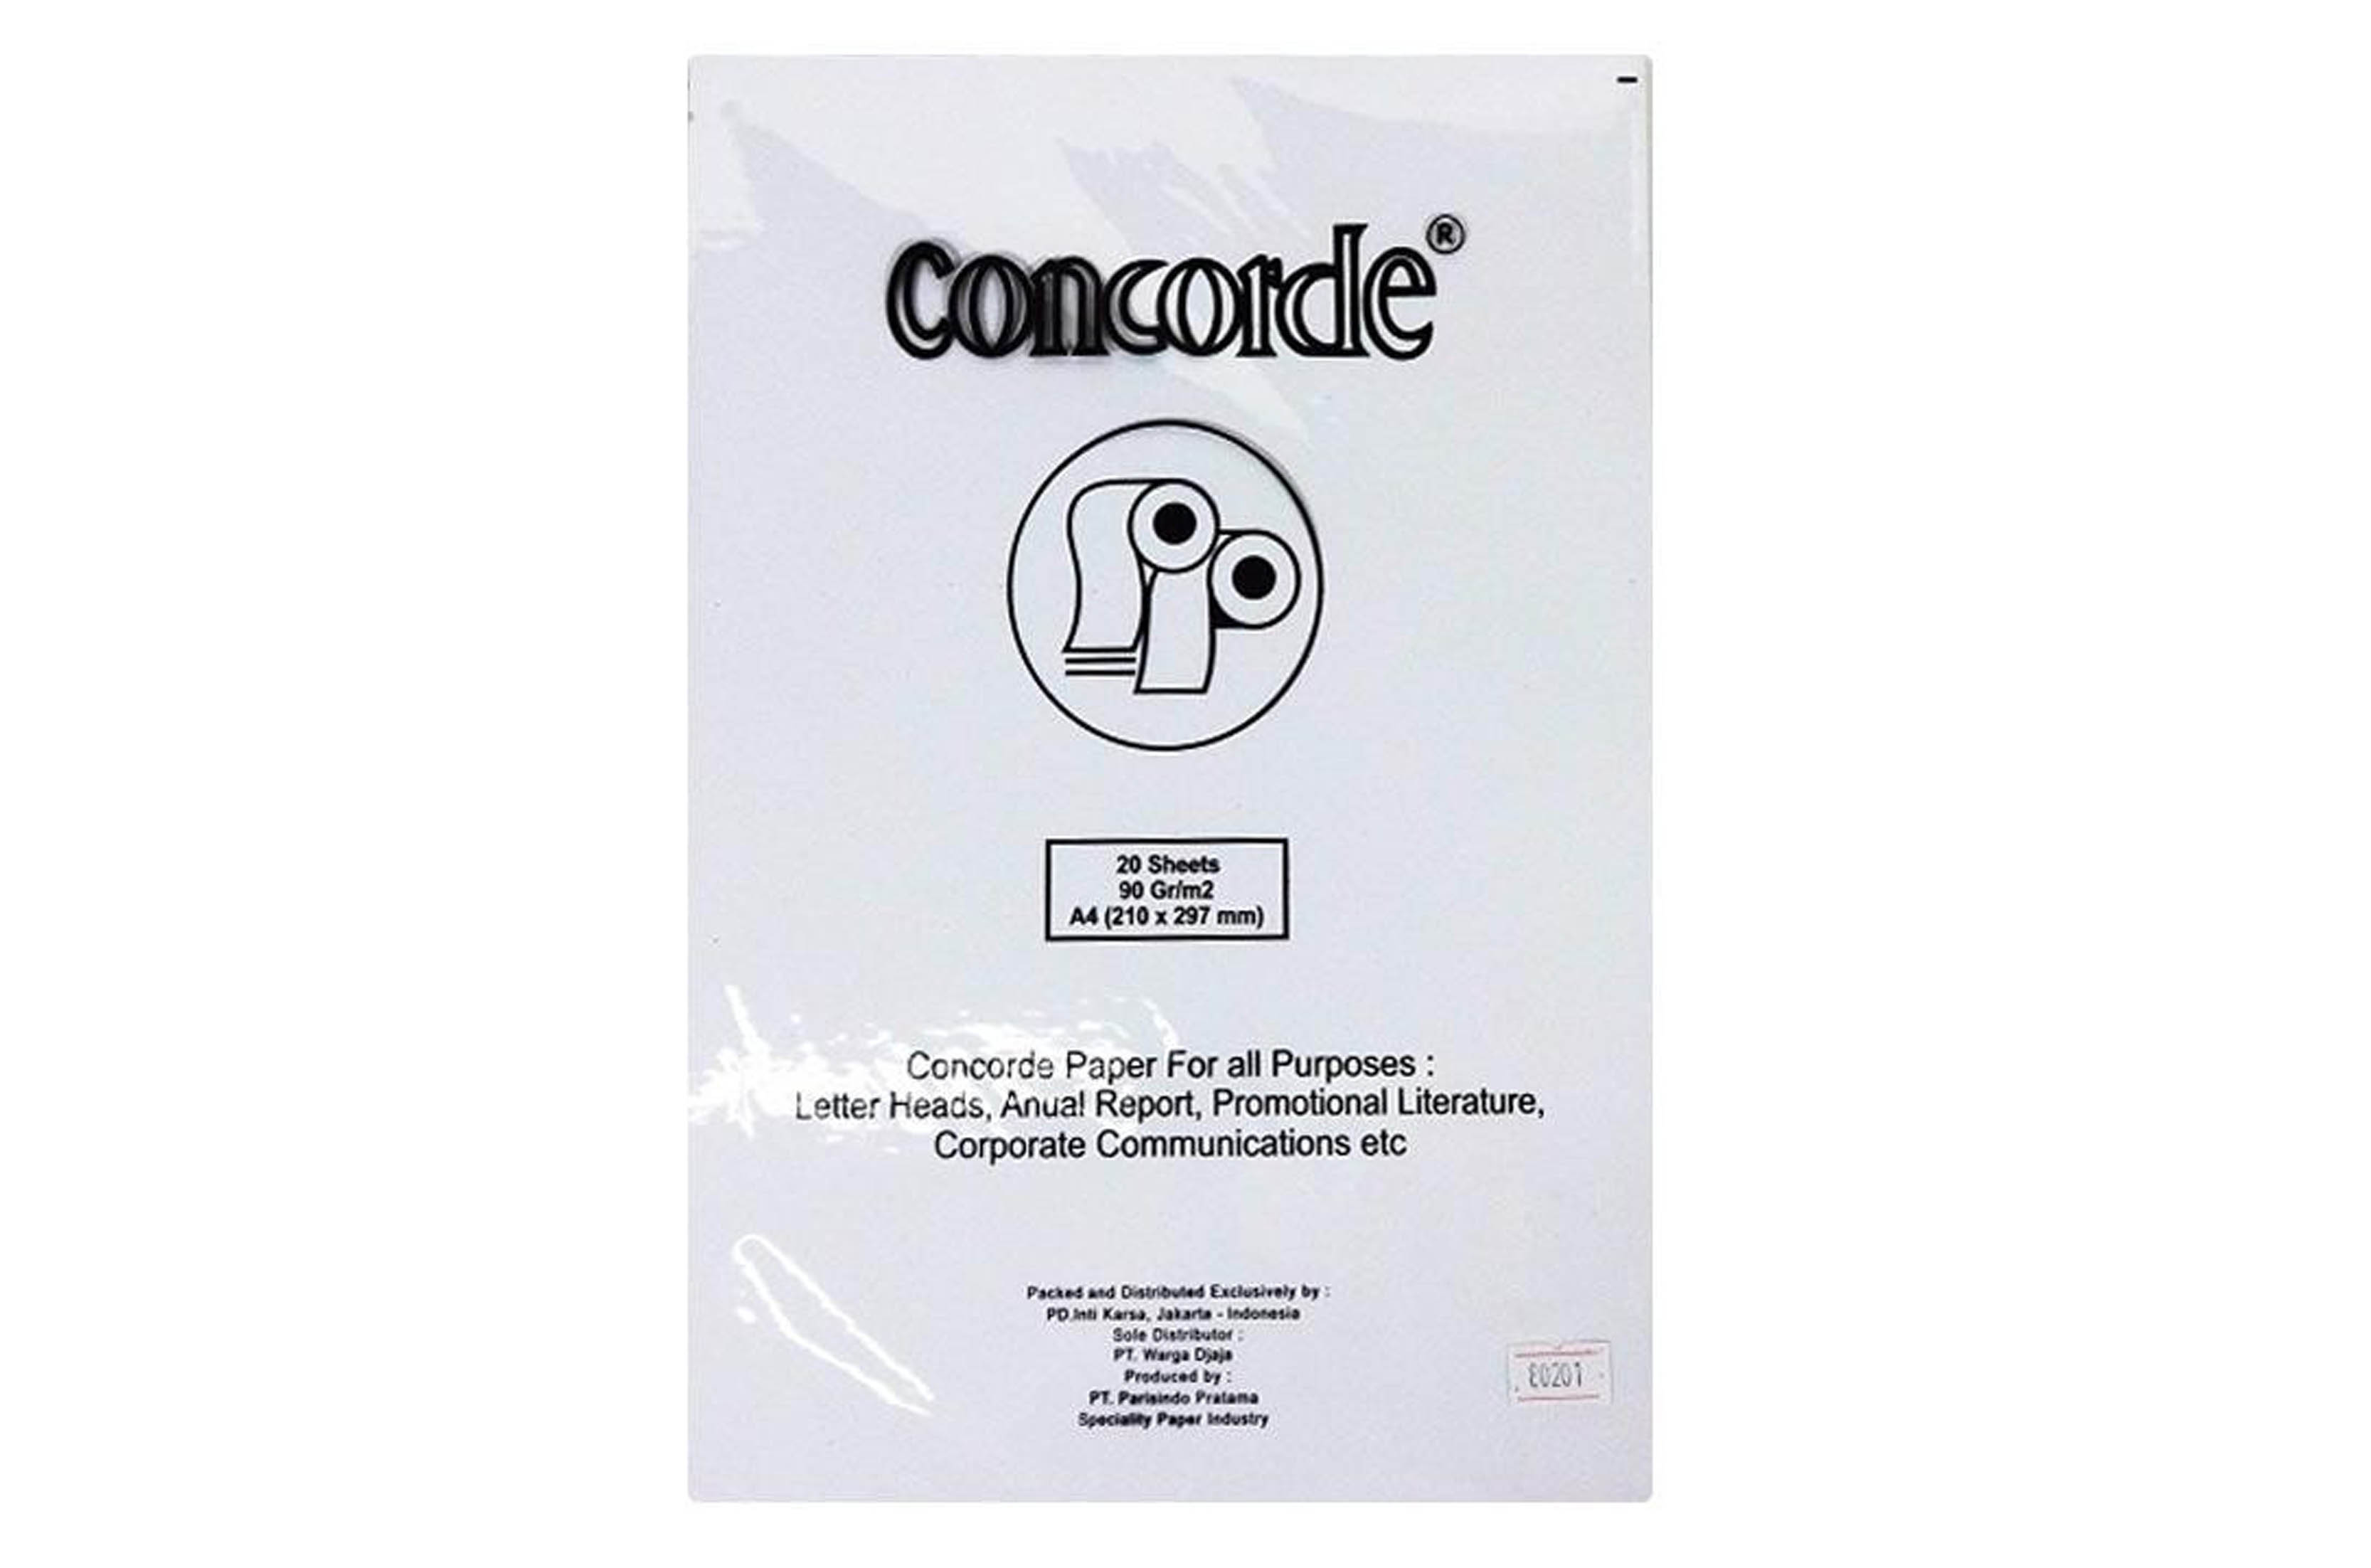 Concorde®
20 Sheets
90 Gr/m2
A4 (210 x 297 mm)
Concorde Paper For all Purposes :
Letter Heads, Anual Report, Promotional Literature,
Corporate Communications etc
Packed and Distributed Exclusively by :
PD.Inti Karsa, Jakarta - Indonesia
Sole Distributor :
PT. Warga Djaja
Produced by :
PT. Parisindo Pratama
Speciality Paper Industry